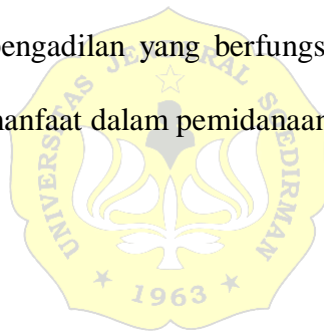 pengadilan yang berfungs
manfaat dalam pemidanaan
UNIVERSITAS JENDERAL SOEDIRMAN
1963